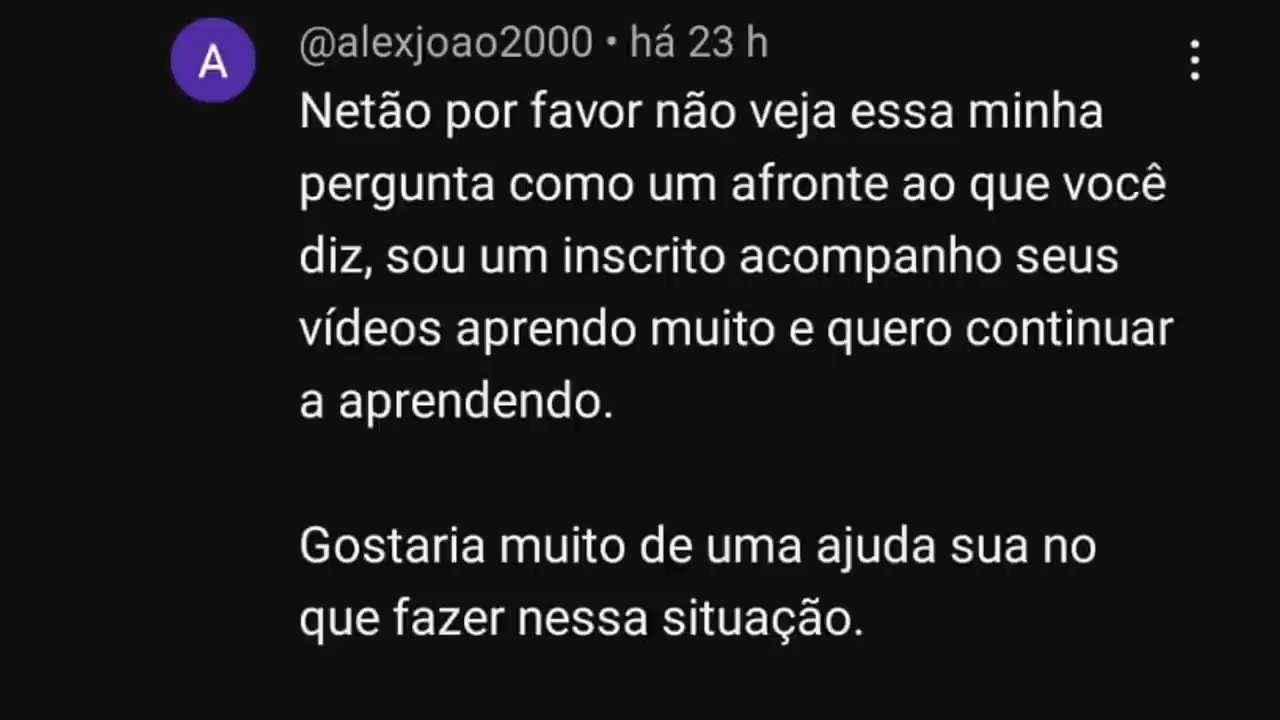 A
@alexjoao2000 • há 23 h
Netão por favor não veja essa minha
pergunta como um afronte ao que você
diz, sou um inscrito acompanho seus
vídeos aprendo muito e quero continuar
a aprendendo.
Gostaria muito de uma ajuda sua no
que fazer nessa situação.